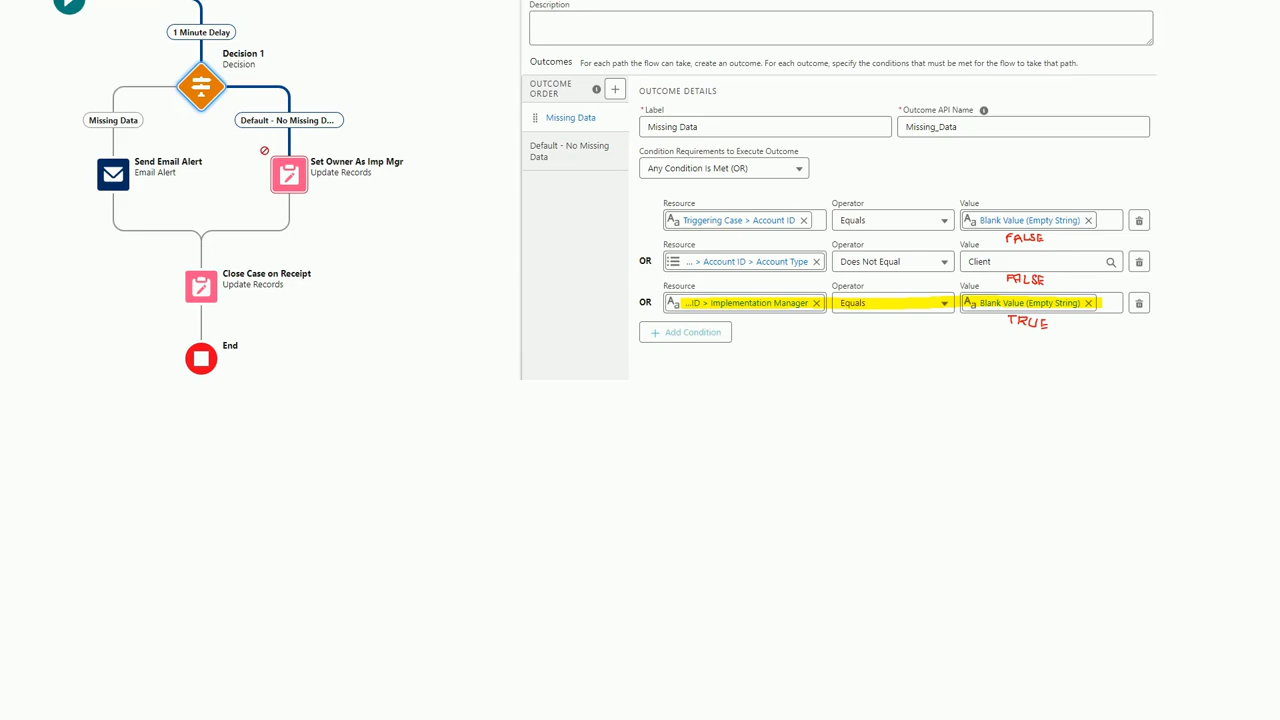 1 Minute Delay
Decision 1
Decision
Missing Data
Default - No Missing D...
Send Email Alert
Email Alert
Set Owner As Imp Mgr
Update Records
Close Case on Receipt
Update Records
End
Description
Outcomes For each path the flow can take, create an outcome. For each outcome, specify the conditions that must be met for the flow to take that path.
OUTCOME ORDER
Missing Data
Default - No Missing
Data
OUTCOME DETAILS
* Label
* Outcome API Name
Missing Data
Missing_Data
Condition Requirements to Execute Outcome
Any Condition Is Met (OR)
Resource Operator Value
Triggering Case > Account ID Equals Blank Value (Empty String)
FALSE
Resource Operator Value
OR ... > Account ID > Account Type Does Not Equal Client
FALSE
Resource Operator Value
OR ...ID > Implementation Manager Equals Blank Value (Empty String)
TRUE
+ Add Condition